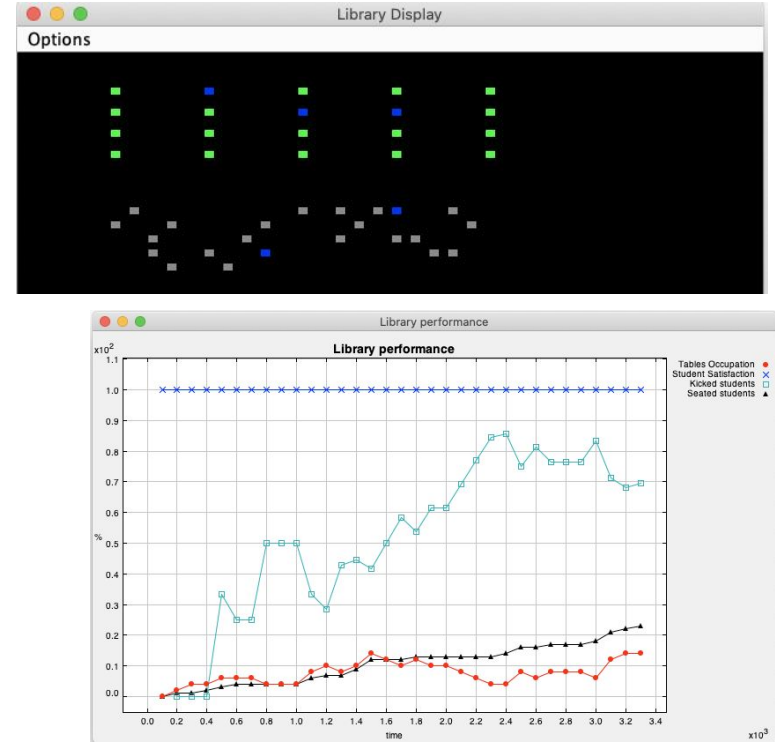 Library Display
Options
Library performance
Library performance
x10²
1.1
1.0
0.9
0.8
0.7
0.6
%
0.5
0.4
0.3
0.2
0.1
0.0
Tables Occupation
Student Satisfaction
Kicked students
Seated students
0.0 0.2 0.4 0.6 0.8 1.0 1.2 1.4 1.6 1.8 2.0 2.2 2.4 2.6 2.8 3.0 3.2 3.4
time
x10³